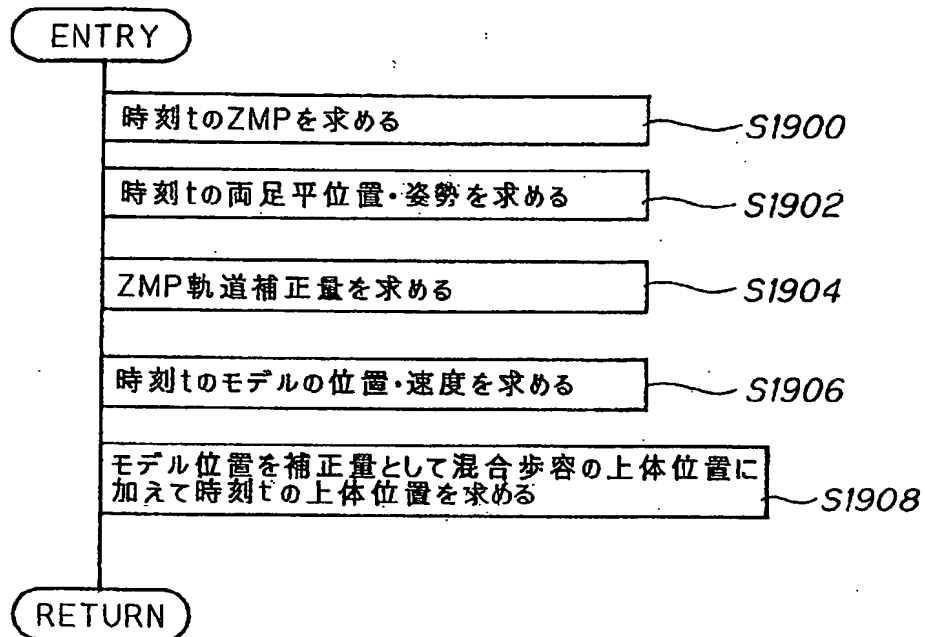 ENTRY
時刻tのZMPを求める
S1900
時刻tの両足平位置・姿勢を求める
S1902
ZMP軌道補正量を求める
S1904
時刻tのモデルの位置・速度を求める
S1906
モデル位置を補正量として混合歩容の上体位置に
加えて時刻tの上体位置を求める
S1908
RETURN